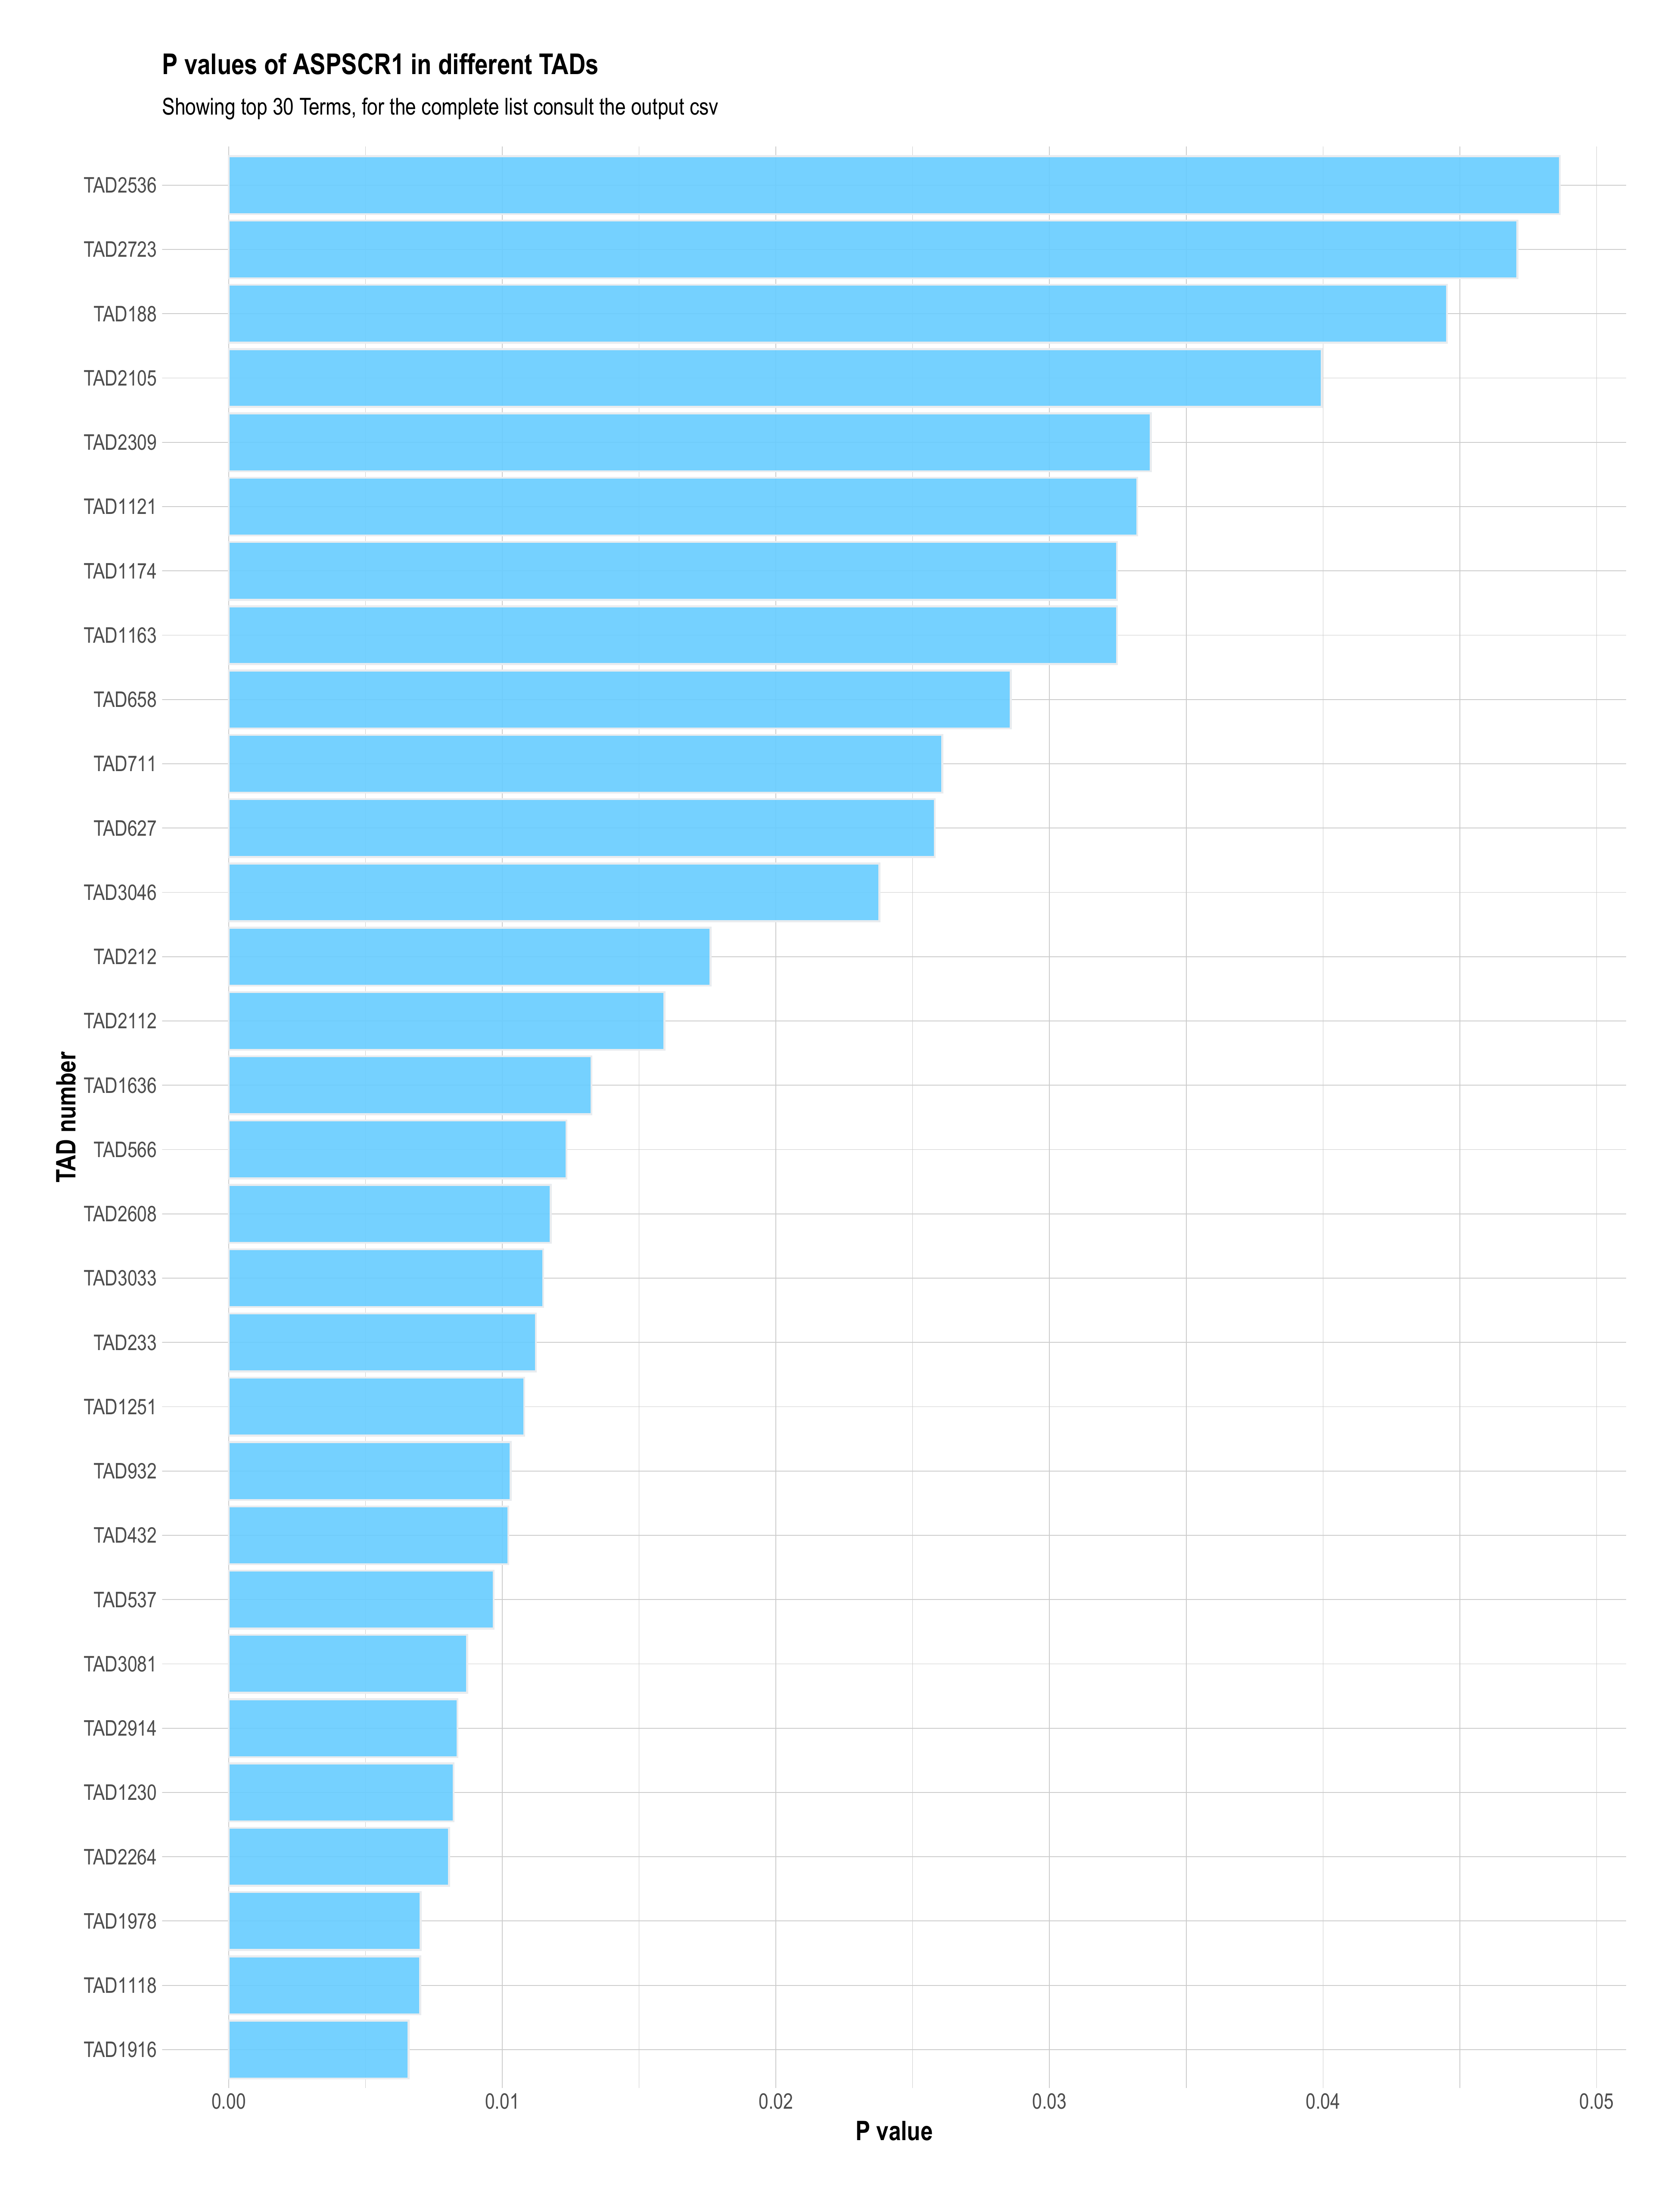 P values of ASPSCR1 in different TADs
Showing top 30 Terms, for the complete list consult the output csv
TAD number
TAD2536
TAD2723
TAD188
TAD2105
TAD2309
TAD1121
TAD1174
TAD1163
TAD658
TAD711
TAD627
TAD3046
TAD212
TAD2112
TAD1636
TAD566
TAD2608
TAD3033
TAD233
TAD1251
TAD932
TAD432
TAD537
TAD3081
TAD2914
TAD1230
TAD2264
TAD1978
TAD1118
TAD1916
0.00 0.01 0.02 0.03 0.04 0.05
P value